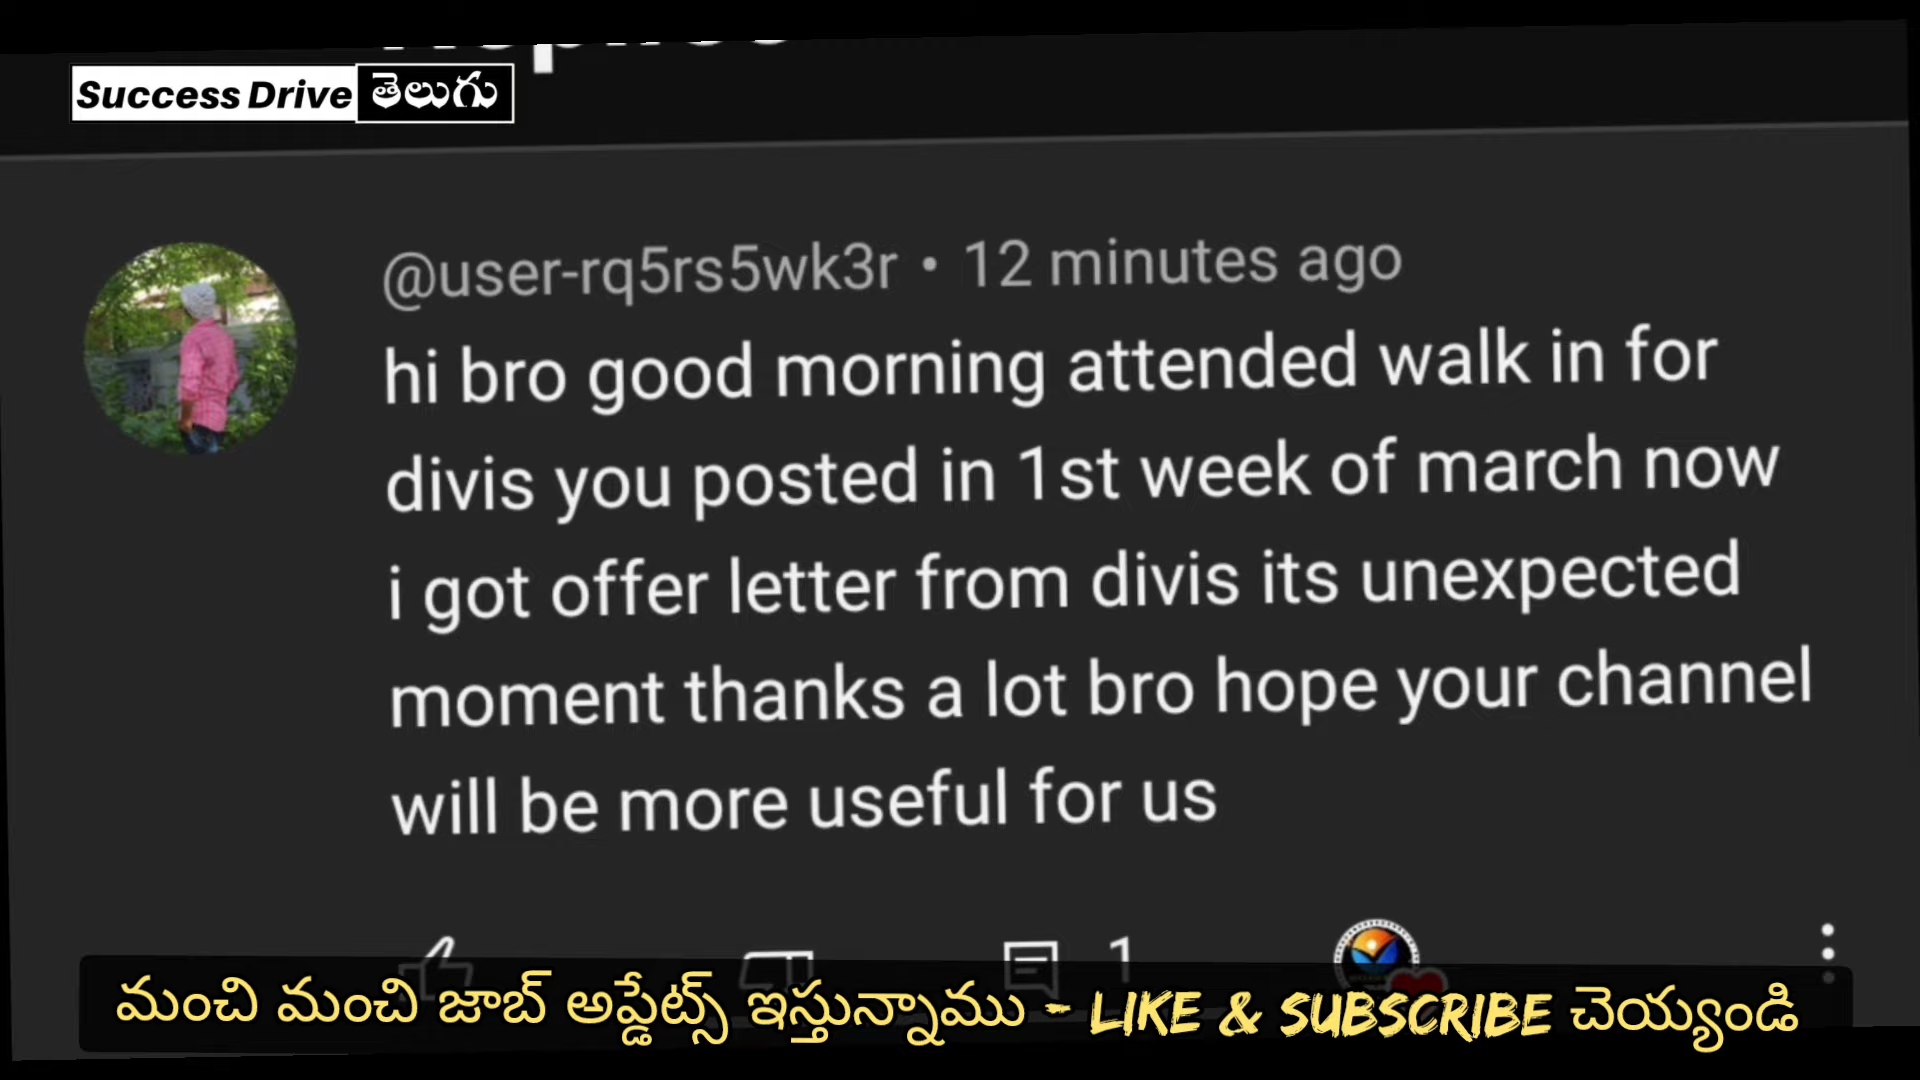 Success Drive తెలుగు
@user-rq5rs5wk3r • 12 minutes ago
hi bro good morning attended walk in for
divis you posted in 1st week of march now
i got offer letter from divis its unexpected
moment thanks a lot bro hope your channel
will be more useful for us
1
మంచి మంచి జాబ్ అప్డేట్స్ ఇస్తున్నాము - LIKE & SUBSCRIBE చెయ్యండి